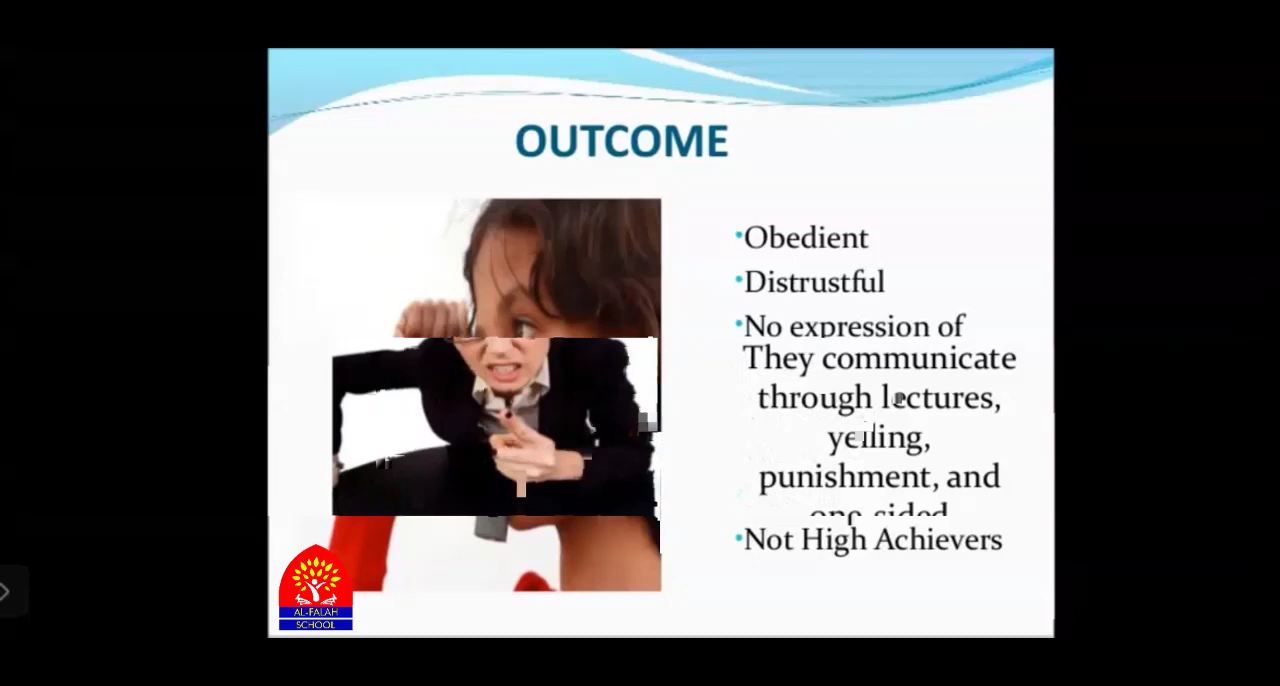 OUTCOME
•Obedient
•Distrustful
•No expression of
They communicate
through lectures,
yelling,
punishment, and
one-sided
•Not High Achievers
AL-FALAH
SCHOOL